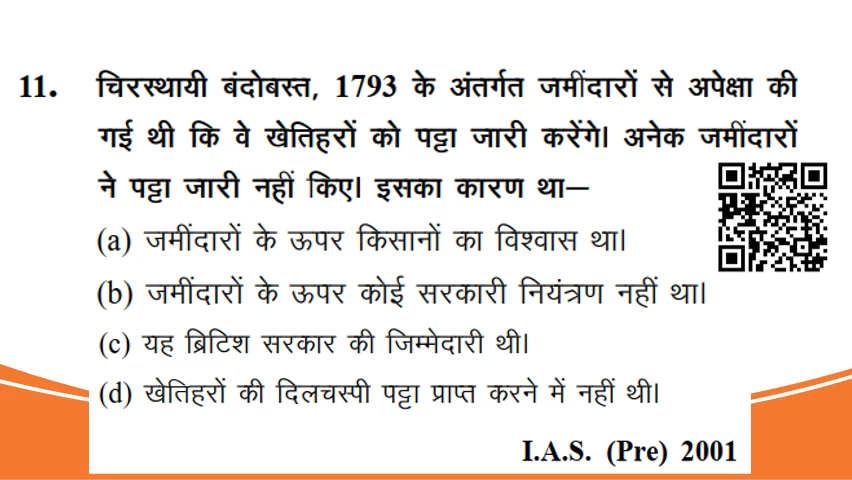 11. चिरस्थायी बंदोबस्त, 1793 के अंतर्गत जमींदारों से अपेक्षा की
गई थी कि वे खेतिहरों को पट्टा जारी करेंगे। अनेक जमींदारों
ने पट्टा जारी नहीं किए। इसका कारण था–
(a) जमींदारों के ऊपर किसानों का विश्वास था।
(b) जमींदारों के ऊपर कोई सरकारी नियंत्रण नहीं था।
(c) यह ब्रिटिश सरकार की जिम्मेदारी थी।
(d) खेतिहरों की दिलचस्पी पट्टा प्राप्त करने में नहीं थी।
I.A.S. (Pre) 2001